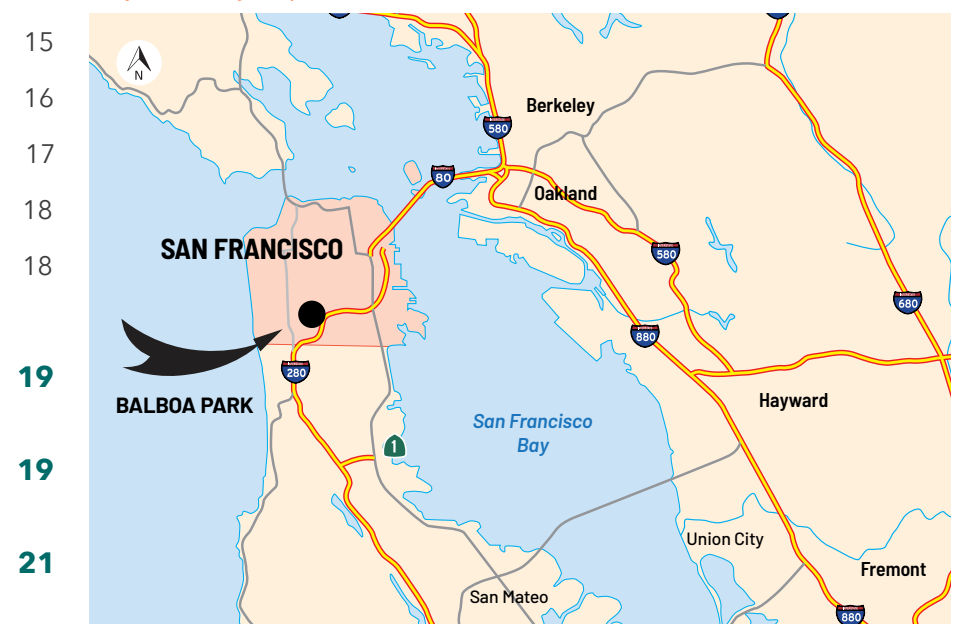 15
16
17
18
18
19
19
21
N
Berkeley
580
80
Oakland
SAN FRANCISCO
580
680
880
280
BALBOA PARK
Hayward
San Francisco
Bay
1
Union City
Fremont
San Mateo
880